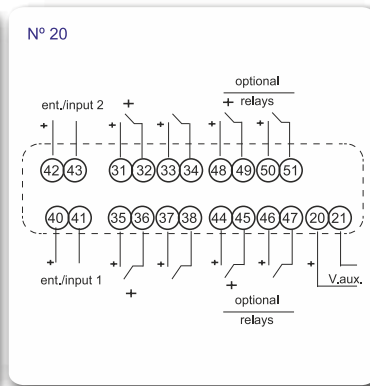 Nº 20
optional
relays
ent./input 2
+ + + + + +
42 43 31 32 33 34 48 49 50 51
40 41 35 36 37 38 44 45 46 47 20 21
+ + + + + + +
ent./input 1
V.aux.
optional
relays